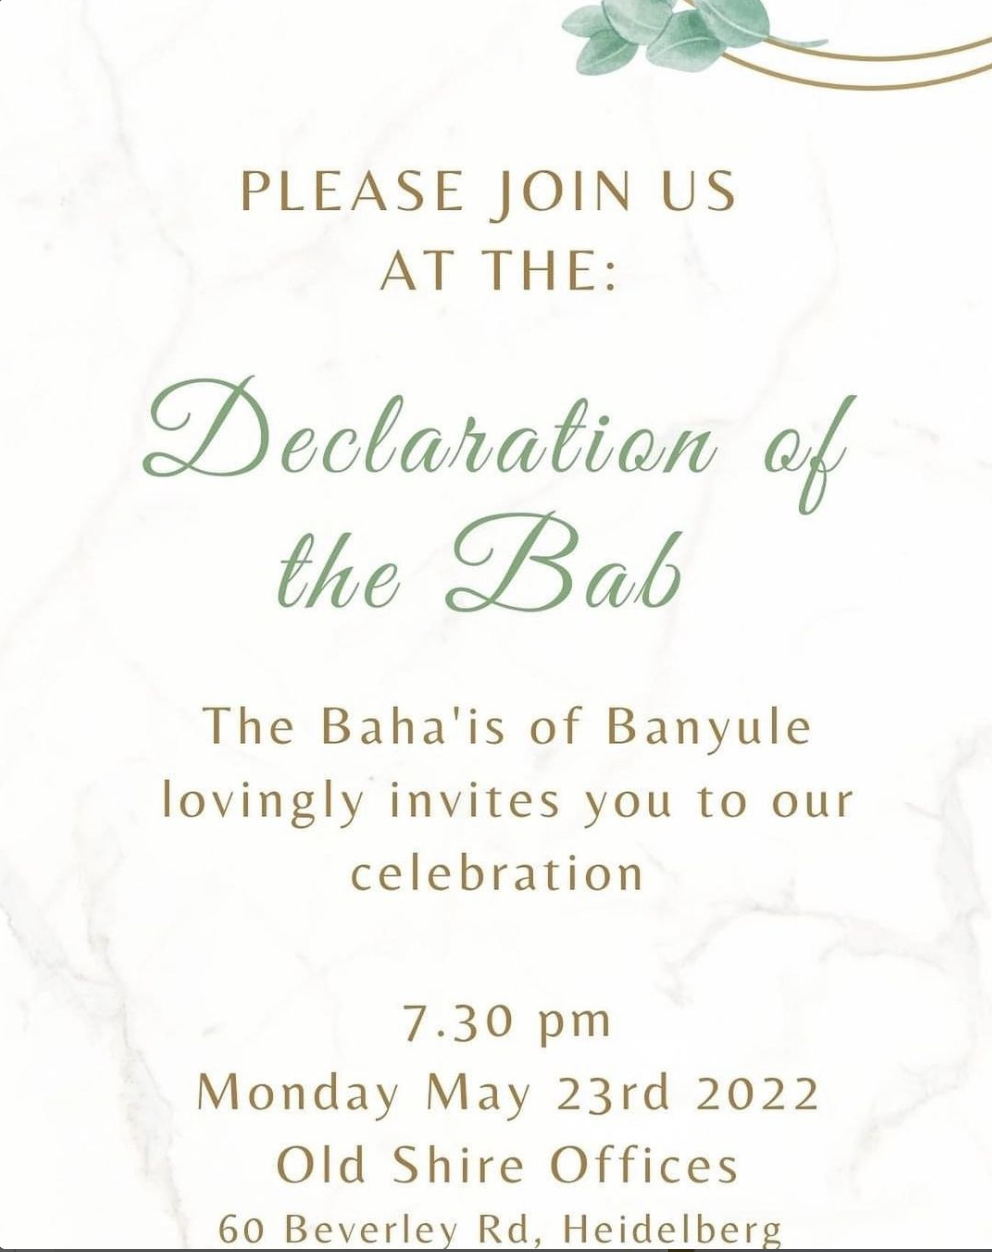 PLEASE JOIN US
AT THE:
Declaration of
the Bab
The Baha'is of Banyule
lovingly invites you to our
celebration
7.30 pm
Monday May 23rd 2022
Old Shire Offices
60 Beverley Rd, Heidelberg